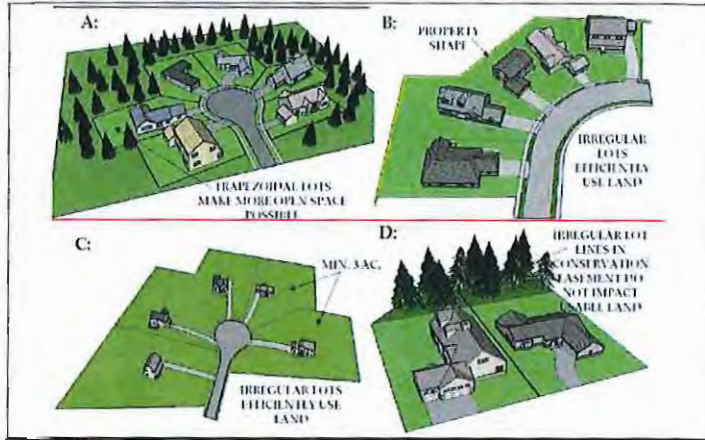 A:
TRAPEZOIDAL LOTS
MAKE MORE OPEN SPACE
POSSIBLE
B:
PROPERTY
SHAPE
IRREGULAR
LOTS
EFFICIENTLY
USE LAND
C:
MIN. 3 AC.
IRREGULAR LOTS
EFFICIENTLY USE
LAND
D:
IRREGULAR LOT
LINES IN
CONSERVATION
EASEMENT DO
NOT IMPACT
USABLE LAND